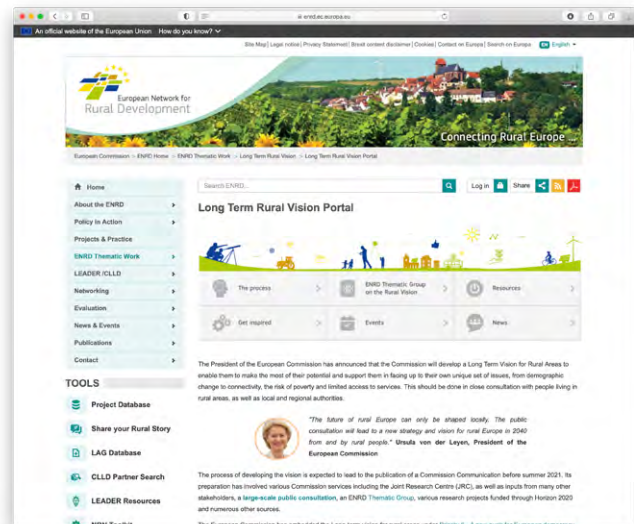 enrd.ec.europa.eu
An official website of the European Union How do you know?
Site Map | Legal notice | Privacy Statement | Brexit content disclaimer | Cookies | Contact on Europa | Search on Europa EN English
European Network for
Rural Development
Connecting Rural Europe ...
European Commission > ENRD Home > ENRD Thematic Work > Long Term Rural Vision > Long Term Rural Vision Portal
Home
About the ENRD
Policy in Action
Projects & Practice
ENRD Thematic Work
LEADER /CLLD
Networking
Evaluation
News & Events
Publications
Contact
TOOLS
Project Database
Share your Rural Story
LAG Database
CLLD Partner Search
LEADER Resources
Search ENRD...
Log in Share
Long Term Rural Vision Portal
The process
ENRD Thematic Group
on the Rural Vision
Resources
Get inspired
Events
News
The President of the European Commission has announced that the Commission will develop a Long Term Vision for Rural Areas to
enable them to make the most of their potential and support them in facing up to their own unique set of issues, from demographic
change to connectivity, the risk of poverty and limited access to services. This should be done in close consultation with people living in
rural areas, as well as local and regional authorities.
"The future of rural Europe can only be shaped locally. The public
consultation will lead to a new strategy and vision for rural Europe in 2040
from and by rural people." Ursula von der Leyen, President of the
European Commission
The process of developing the vision is expected to lead to the publication of a Commission Communication before summer 2021. Its
preparation has involved various Commission services including the Joint Research Centre (JRC), as well as inputs from many other
stakeholders, a large-scale public consultation, an ENRD Thematic Group, various research projects funded through Horizon 2020
and numerous other sources.